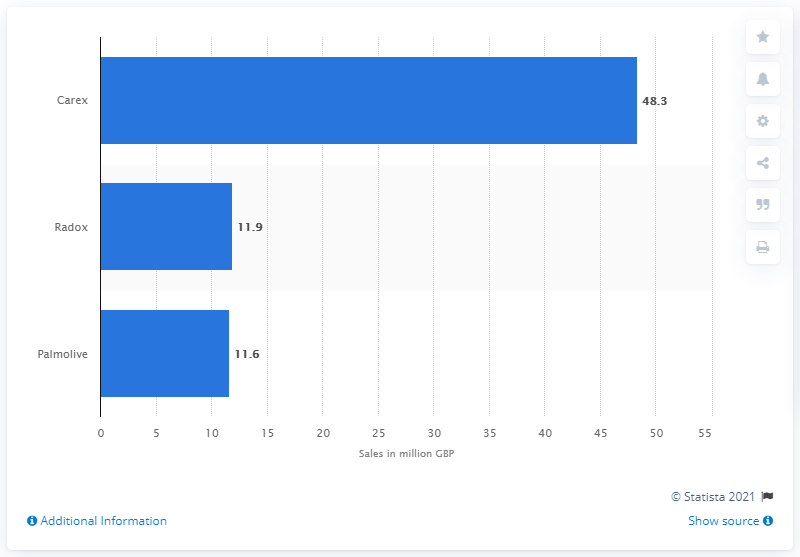 Carex
48.3
Radox
11.9
Palmolive
11.6
0 5 10 15 20 25 30 35 40 45 50 55
Sales in million GBP
© Statista 2021
Additional Information
Show source